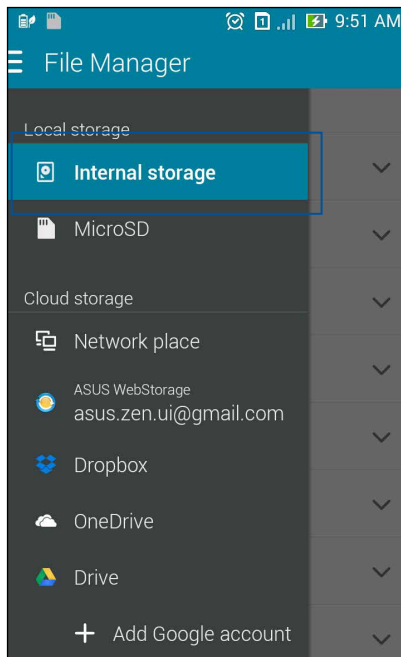 1 9:51 AM
File Manager
Local storage
Internal storage
MicroSD
Cloud storage
Network place
ASUS WebStorage
asus.zen.ui@gmail.com
Dropbox
OneDrive
Drive
+ Add Google account